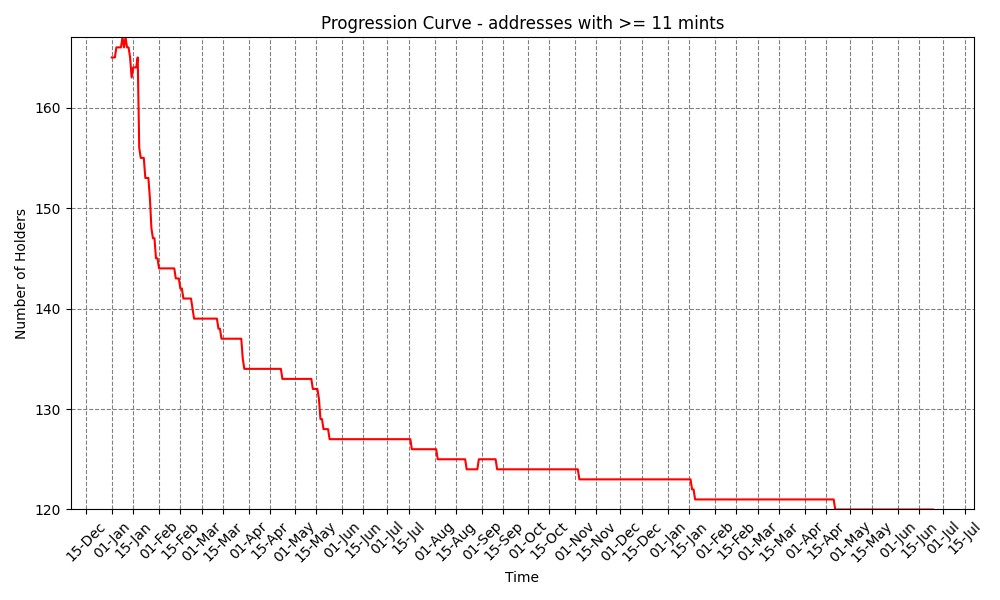 Progression Curve - addresses with >= 11 mints
Number of Holders
160
150
140
130
120
15-Dec
01-Jan
15-Jan
01-Feb
15-Feb
01-Mar
15-Mar
01-Apr
15-Apr
01-May
15-May
01-Jun
15-Jun
01-Jul
15-Jul
01-Aug
15-Aug
01-Sep
15-Sep
01-Oct
15-Oct
01-Nov
15-Nov
01-Dec
15-Dec
01-Jan
15-Jan
01-Feb
15-Feb
01-Mar
15-Mar
01-Apr
15-Apr
01-May
15-May
01-Jun
15-Jun
01-Jul
15-Jul
Time